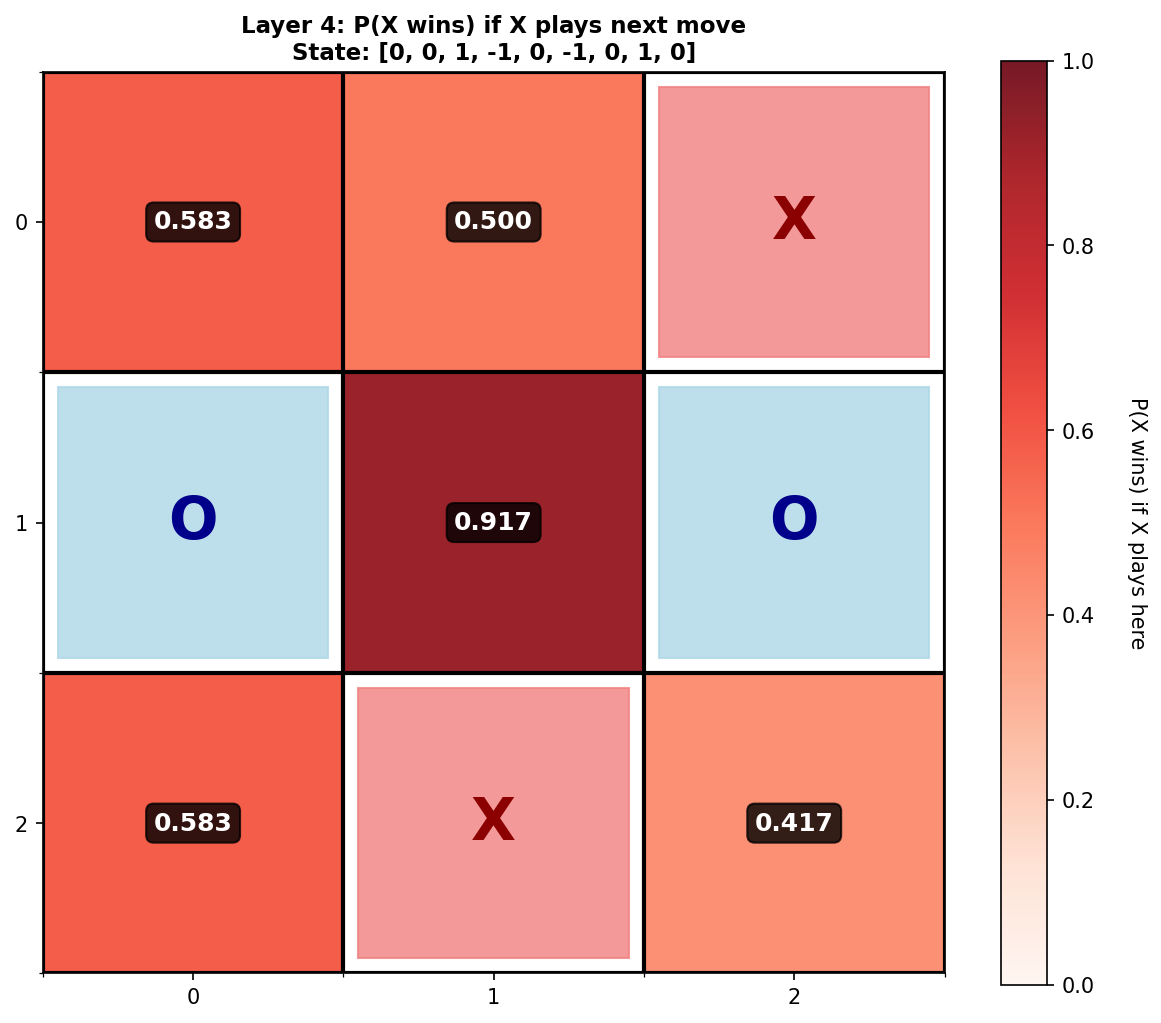 Layer 4: P(X wins) if X plays next move
State: [0, 0, 1, -1, 0, -1, 0, 1, 0]
1.0
0.8
0
0.583
0.500
X
0.6
P(X wins) if X plays here
1
O
0.917
O
0.4
0.2
2
0.583
X
0.417
0.0
0
1
2